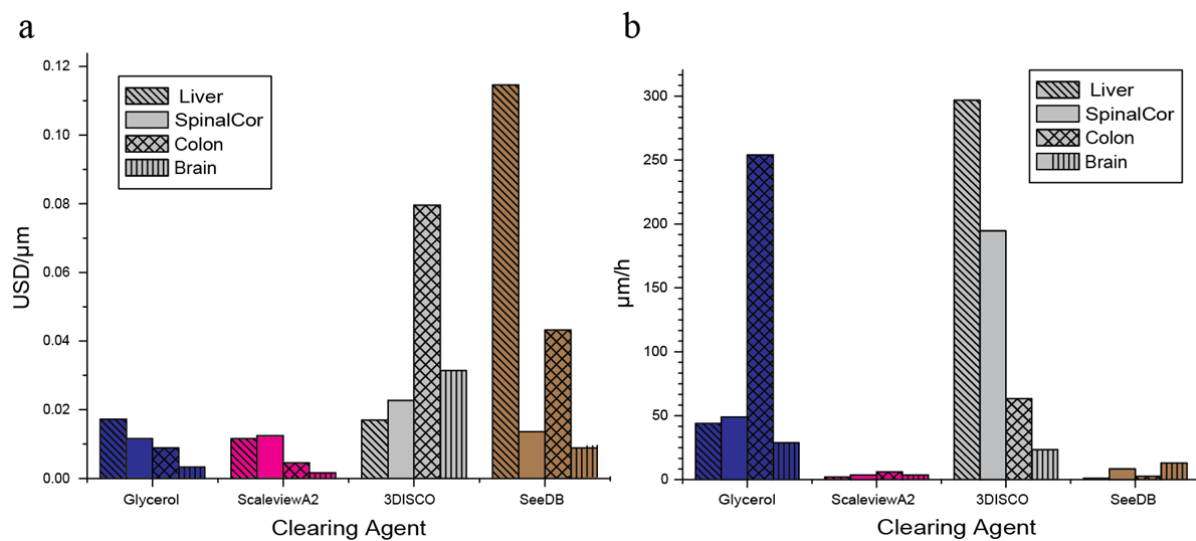 a
USD/µm
0.12
0.10
0.08
0.06
0.04
0.02
0.00
Liver
SpinalCor
Colon
Brain
Glycerol
ScaleviewA2
3DISCO
SeeDB
Clearing Agent
b
µm/h
300
250
200
150
100
50
0
Liver
SpinalCor
Colon
Brain
Glycerol
ScaleviewA2
3DISCO
SeeDB
Clearing Agent